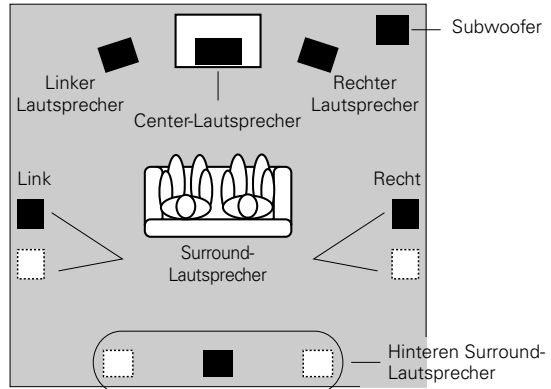 Subwoofer
Linker
Lautsprecher
Rechter
Lautsprecher
Center-Lautsprecher
Link
Recht
Surround-
Lautsprecher
Hinteren Surround-
Lautsprecher